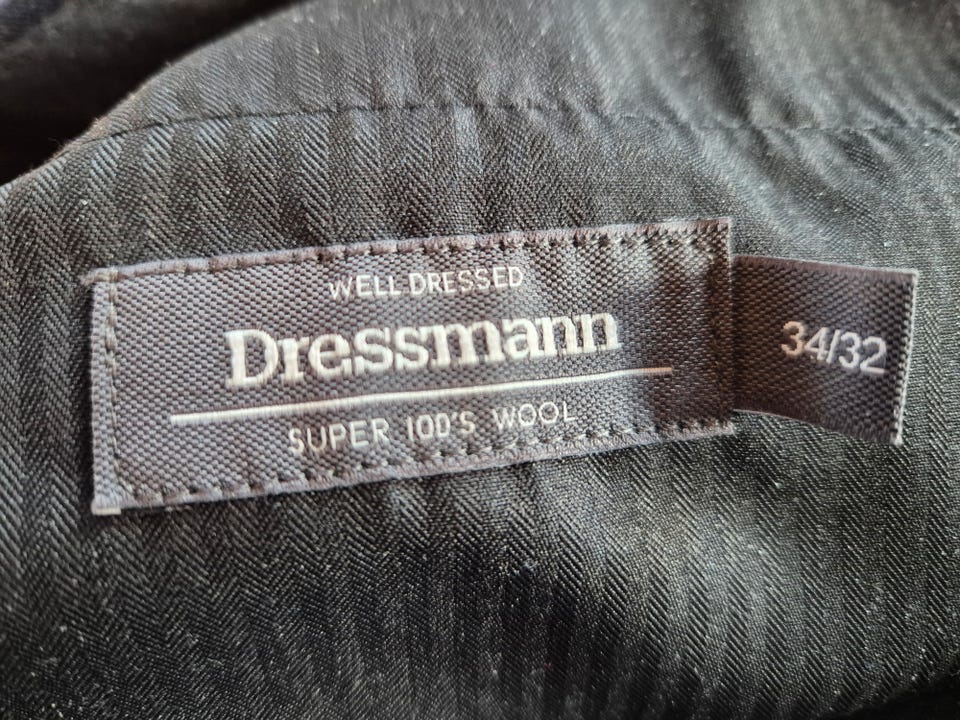 WELL DRESSED
Dressmann
SUPER 100'S WOOL
34/32